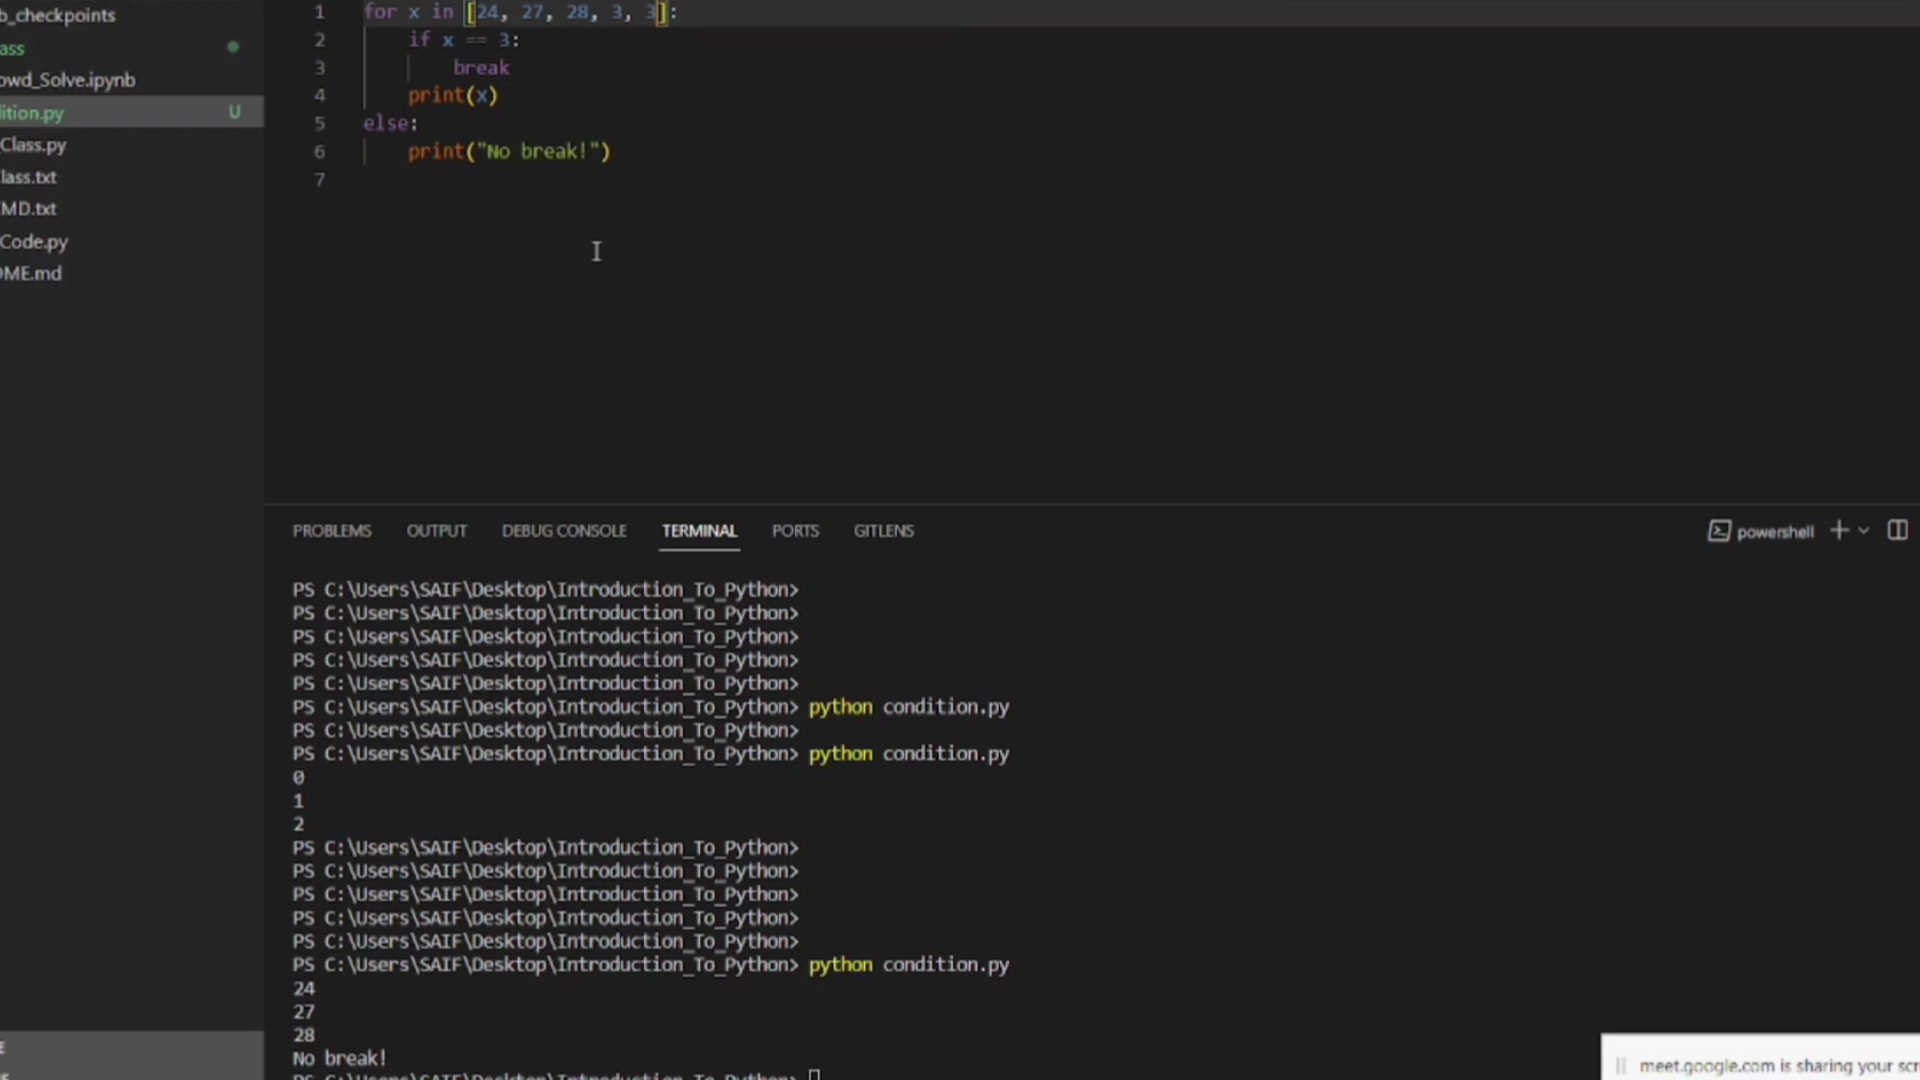 b_checkpoints
ass
owd_Solve.ipynb
ition.py U
Class.py
lass.txt
MD.txt
Code.py
OME.md
1 for x in [24, 27, 28, 3, 3]:
2 if x == 3:
3 break
4 print(x)
5 else:
6 print("No break!")
7
PROBLEMS OUTPUT DEBUG CONSOLE TERMINAL PORTS GITLENS
powershell
PS C:\Users\SAIF\Desktop\Introduction_To_Python>
PS C:\Users\SAIF\Desktop\Introduction_To_Python>
PS C:\Users\SAIF\Desktop\Introduction_To_Python>
PS C:\Users\SAIF\Desktop\Introduction_To_Python>
PS C:\Users\SAIF\Desktop\Introduction_To_Python>
PS C:\Users\SAIF\Desktop\Introduction_To_Python> python condition.py
PS C:\Users\SAIF\Desktop\Introduction_To_Python>
PS C:\Users\SAIF\Desktop\Introduction_To_Python> python condition.py
0
1
2
PS C:\Users\SAIF\Desktop\Introduction_To_Python>
PS C:\Users\SAIF\Desktop\Introduction_To_Python>
PS C:\Users\SAIF\Desktop\Introduction_To_Python>
PS C:\Users\SAIF\Desktop\Introduction_To_Python>
PS C:\Users\SAIF\Desktop\Introduction_To_Python>
PS C:\Users\SAIF\Desktop\Introduction_To_Python> python condition.py
24
27
28
No break!
PS C:\Users\SAIF\Desktop\Introduction_To_Python>
meet.google.com is sharing your scr